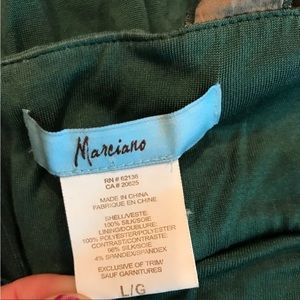 Marciano
RN # 62136
CA # 20625
MADE IN CHINA
FABRIQUE EN CHINE
SHELL/VESTE:
100% SILK/SOIE
LINING/DOUBLURE:
100% POLYESTER/POLYESTER
CONTRAST/CONTRASTE:
96% SILK/SOIE
4% SPANDEX/SPANDEX
EXCLUSIVE OF TRIM/
SAUF GARNITURES
L/G